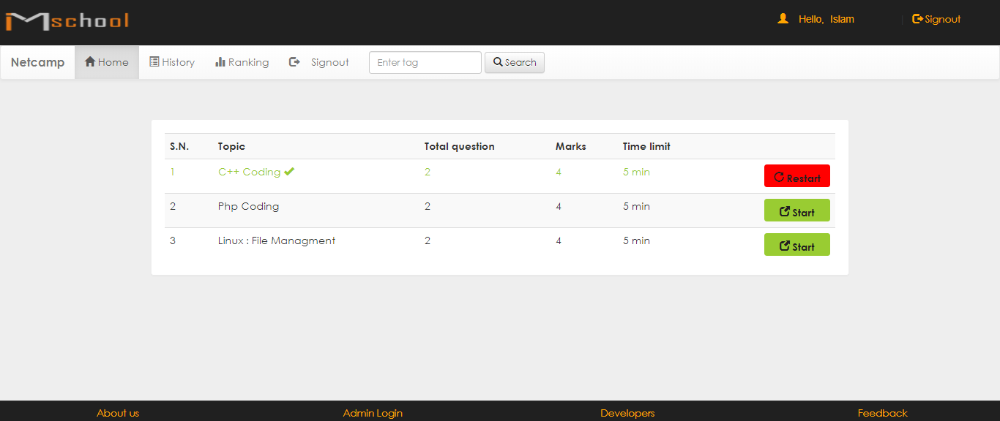 iMschool Hello, Islam Signout
Netcamp Home History Ranking Signout Enter tag Search
S.N. Topic Total question Marks Time limit
1 C++ Coding 2 4 5 min Restart
2 Php Coding 2 4 5 min Start
3 Linux : File Managment 2 4 5 min Start
About us Admin Login Developers Feedback